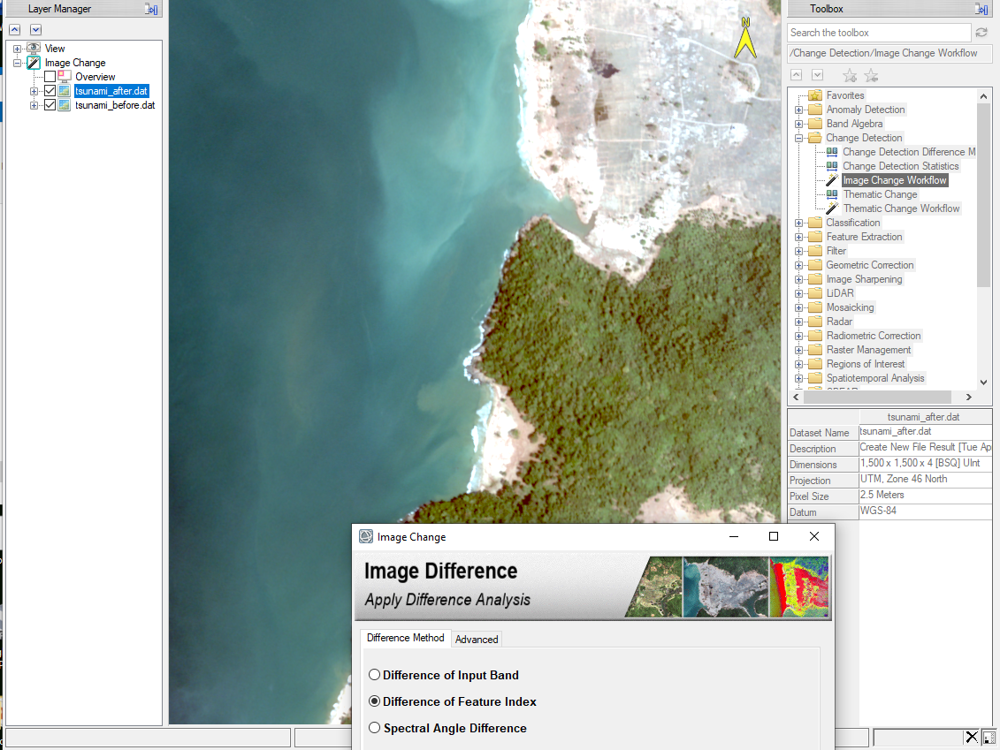 Layer Manager
View
Image Change
Overview
tsunami_after.dat
tsunami_before.dat
N
Toolbox
Search the toolbox
/Change Detection/Image Change Workflow
Favorites
Anomaly Detection
Band Algebra
Change Detection
Change Detection Difference M
Change Detection Statistics
Image Change Workflow
Thematic Change
Thematic Change Workflow
Classification
Feature Extraction
Filter
Geometric Correction
Image Sharpening
LiDAR
Mosaicking
Radar
Radiometric Correction
Raster Management
Regions of Interest
Spatiotemporal Analysis
tsunami_after.dat
Dataset Name tsunami_after.dat
Description Create New File Result [Tue Ap
Dimensions 1,500 x 1,500 x 4 [BSQ] UInt
Projection UTM, Zone 46 North
Pixel Size 2.5 Meters
Datum WGS-84
Image Change
Image Difference
Apply Difference Analysis
Difference Method Advanced
Difference of Input Band
Difference of Feature Index
Spectral Angle Difference